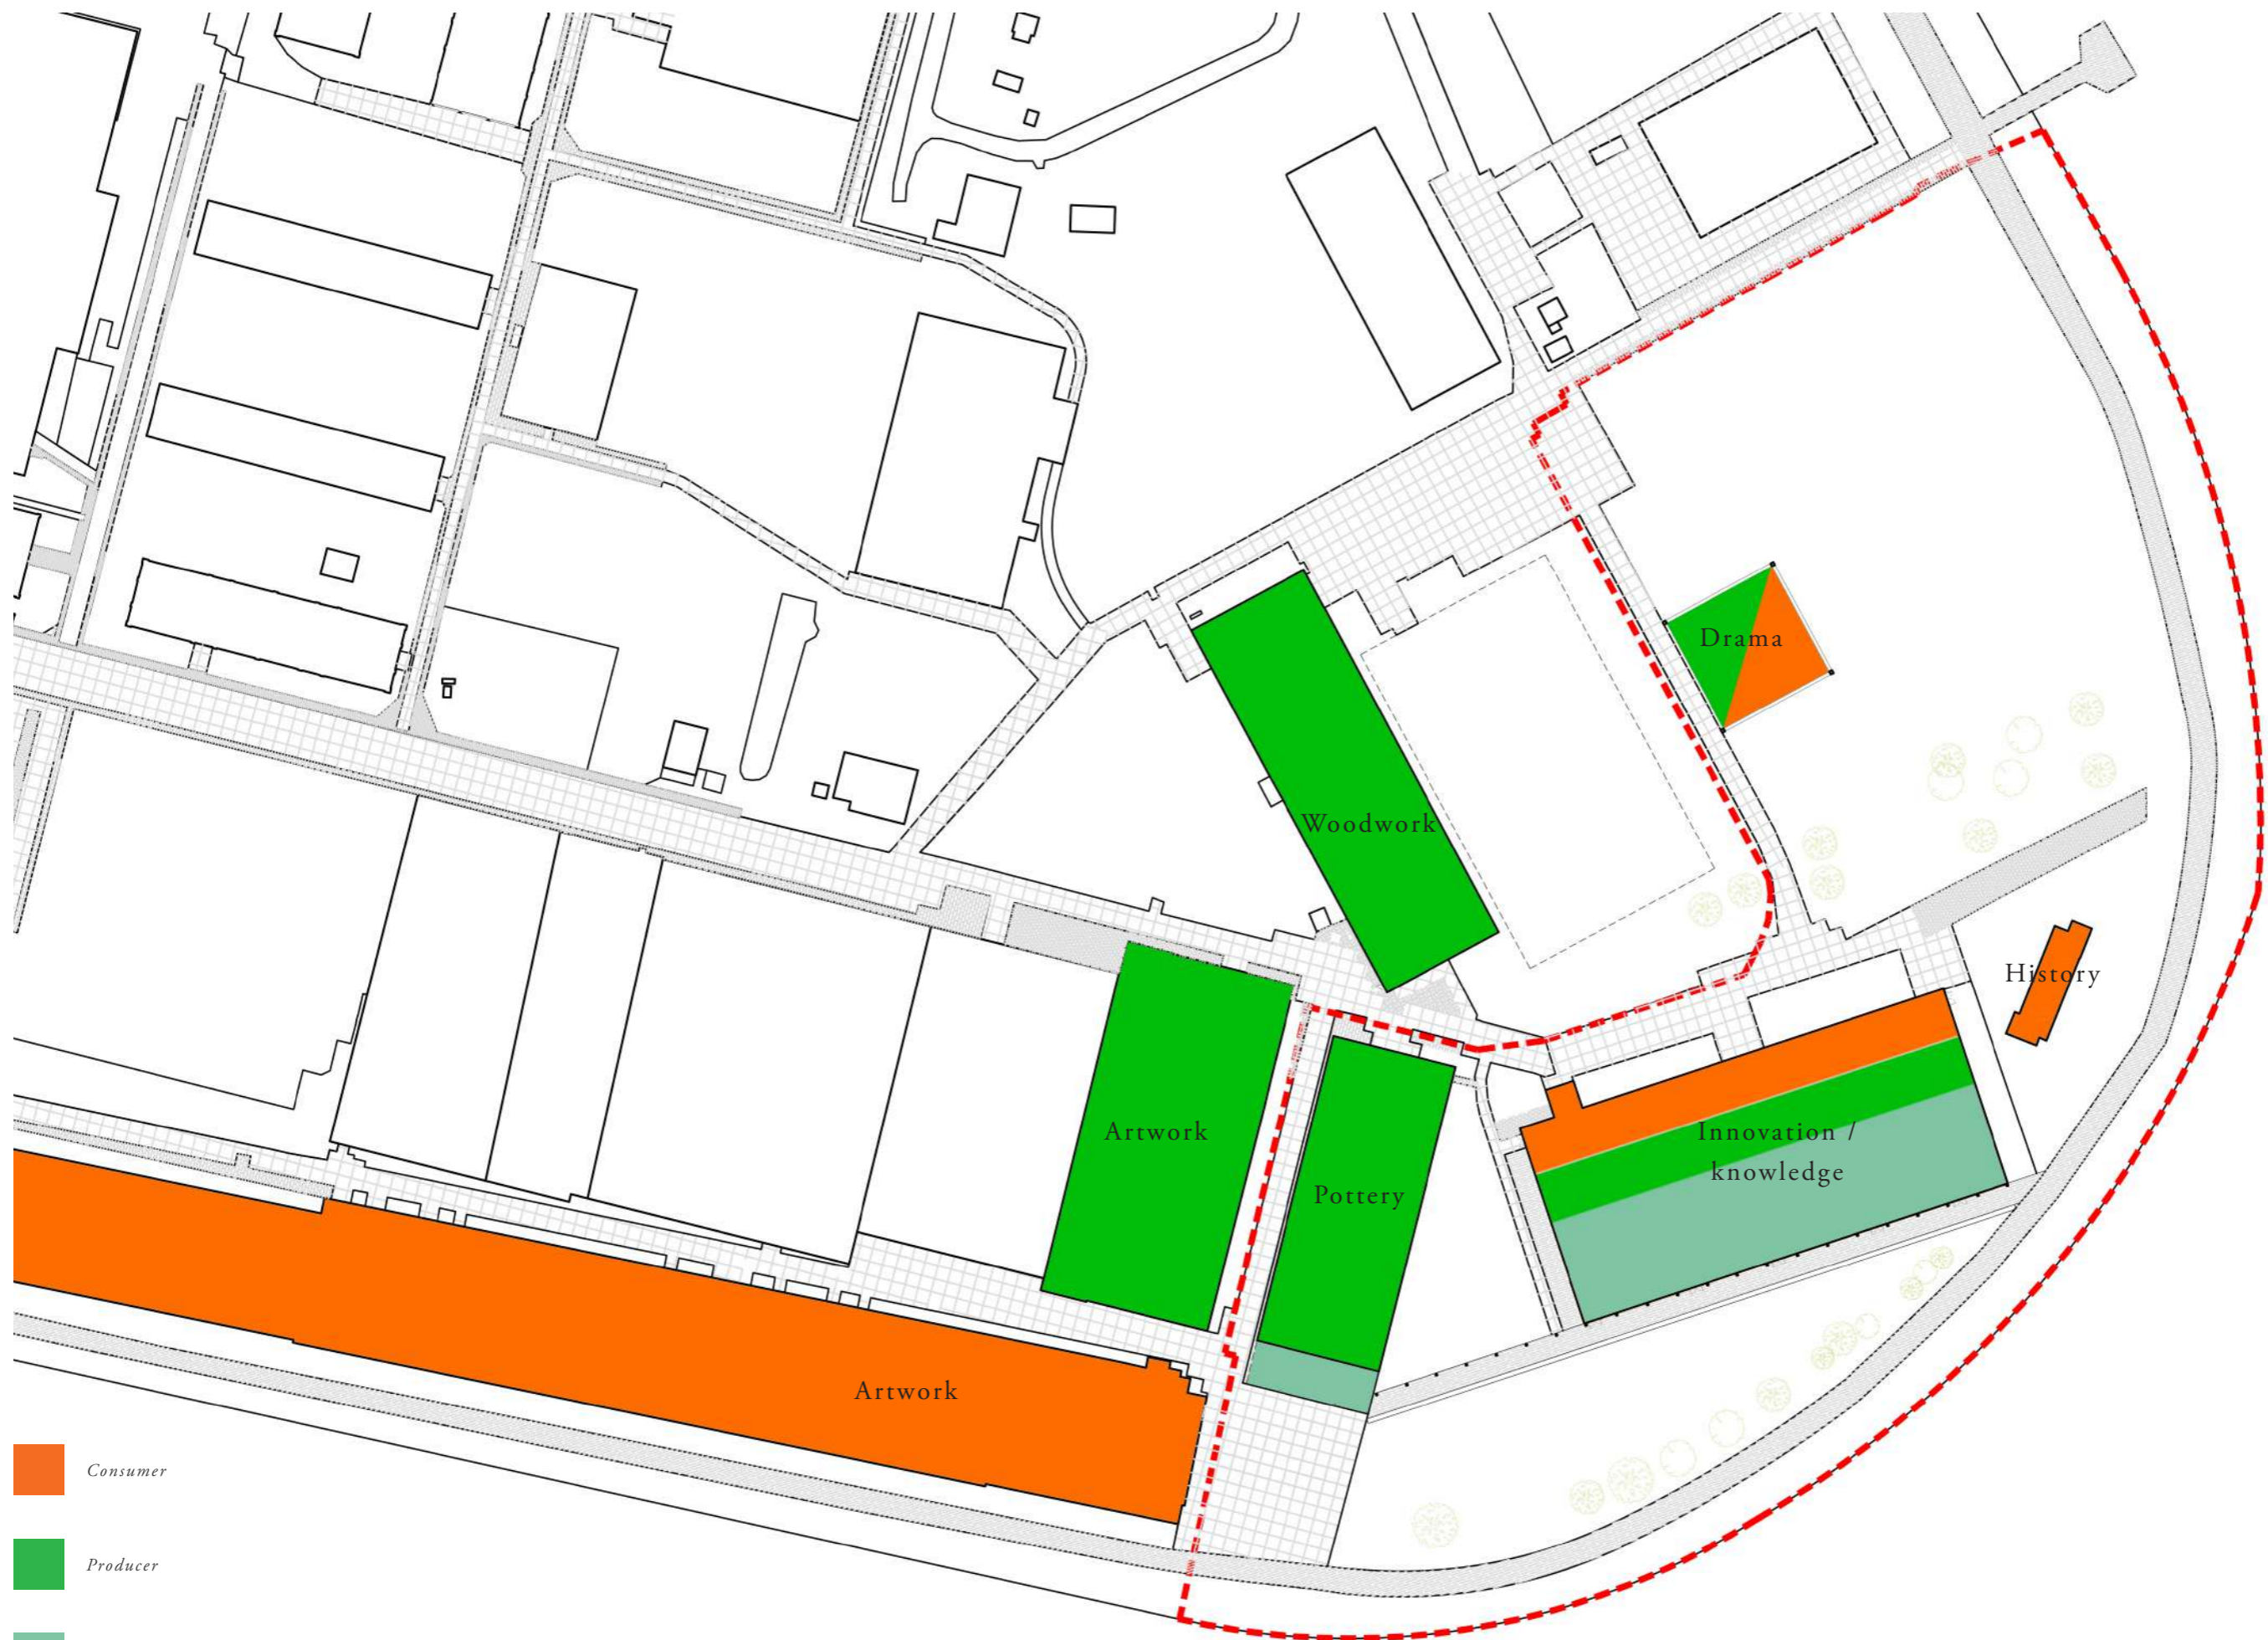 Drama
Woodwork
History
Artwork
Innovation /
knowledge
Pottery
Artwork
Consumer
Producer